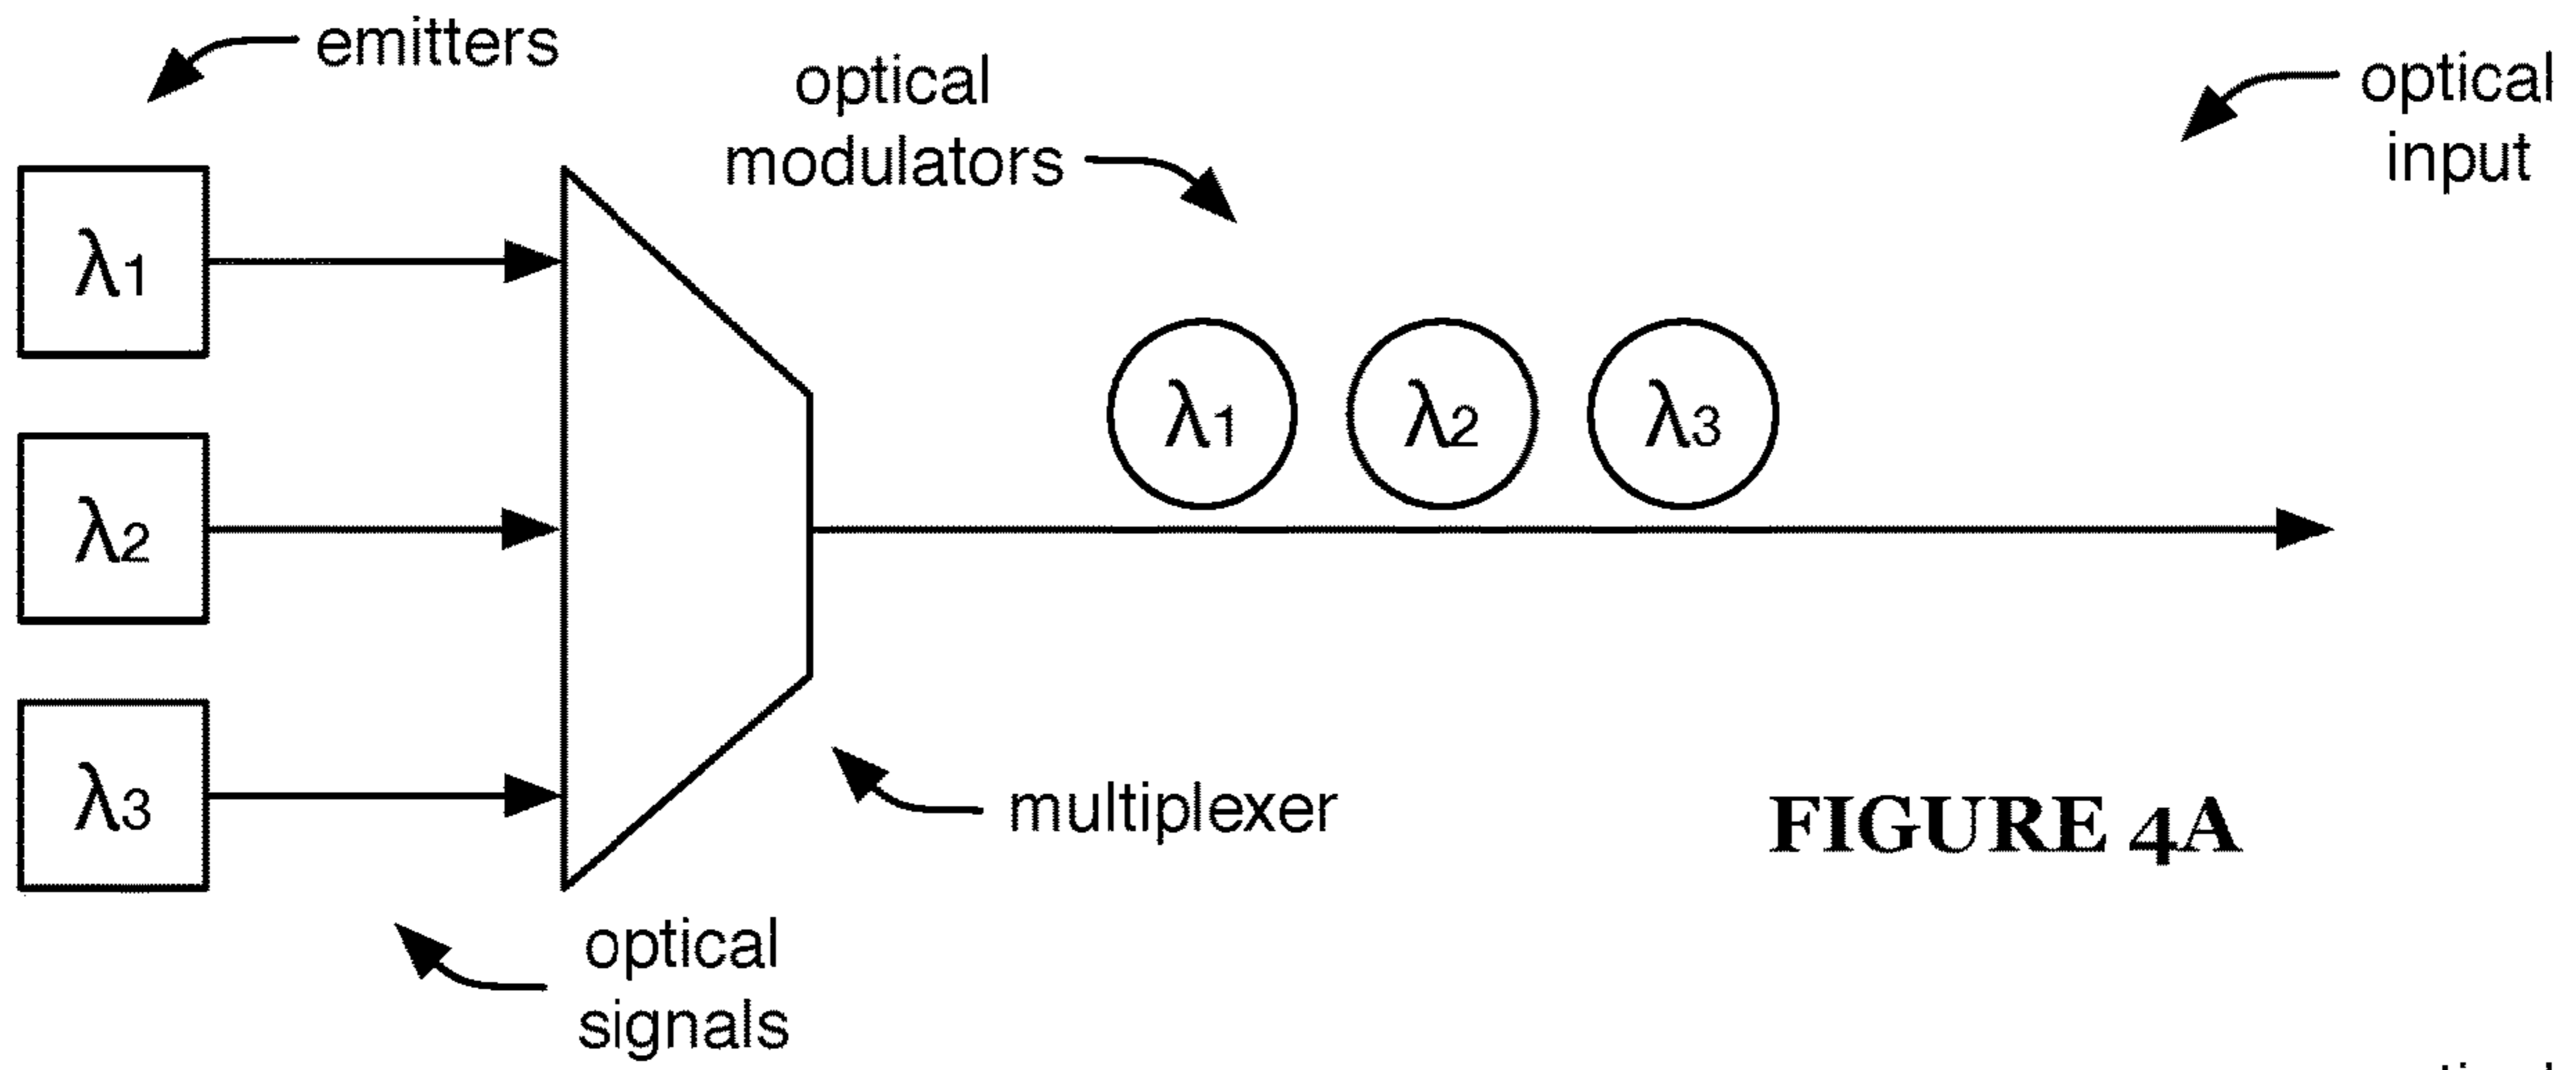 emitters
optical
modulators
optical
input
λ1
λ2
λ3
λ1
λ2
λ3
multiplexer
FIGURE 4A
optical
signals